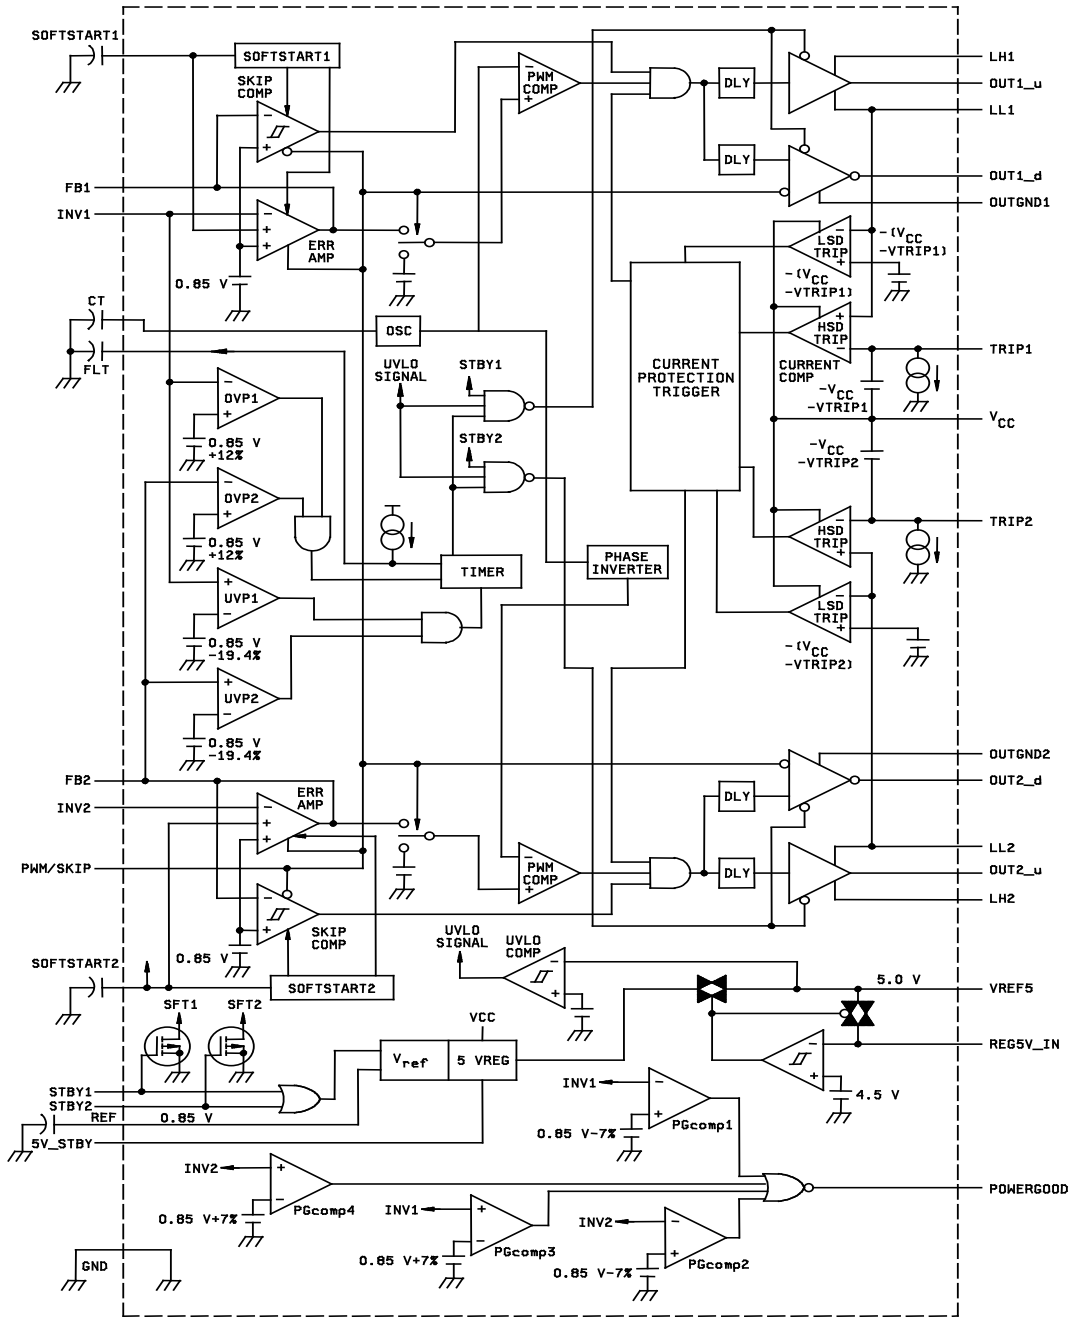 SOFTSTART1
SOFTSTART1
SKIP
COMP
PWM
COMP
DLY
LH1
OUT1_u
LL1
DLY
OUT1_d
OUTGND1
FB1
INV1
ERR
AMP
0.85 V
LSD
TRIP
-(VCC
-VTRIP1)
-(VCC
-VTRIP1)
CT
FLT
OSC
UVLO
SIGNAL
STBY1
STBY2
CURRENT
PROTECTION
TRIGGER
HSD
TRIP
CURRENT
COMP
TRIP1
-VCC
-VTRIP1
VCC
-VCC
-VTRIP2
TRIP2
OVP1
0.85 V
+12%
OVP2
0.85 V
+12%
HSD
TRIP
TIMER
PHASE
INVERTER
UVP1
0.85 V
-19.4%
LSD
TRIP
-(VCC
-VTRIP2)
UVP2
0.85 V
-19.4%
FB2
INV2
ERR
AMP
PWM/SKIP
SKIP
COMP
0.85 V
PWM
COMP
DLY
DLY
OUTGND2
OUT2_d
LL2
OUT2_u
LH2
SOFTSTART2
SOFTSTART2
UVLO
SIGNAL
UVLO
COMP
5.0 V
VREF5
REG5V_IN
4.5 V
SFT1
SFT2
VCC
Vref
5 VREG
STBY1
STBY2
REF
0.85 V
5V_STBY
INV1
0.85 V-7%
PGcomp1
INV2
0.85 V+7%
PGcomp4
INV1
0.85 V+7%
PGcomp3
INV2
0.85 V-7%
PGcomp2
POWERGOOD
GND
- + + - + + - + - + - + - + + - + - - + - + + - - + - + - + + - + - + - + - + - + - + - + + - + - - +